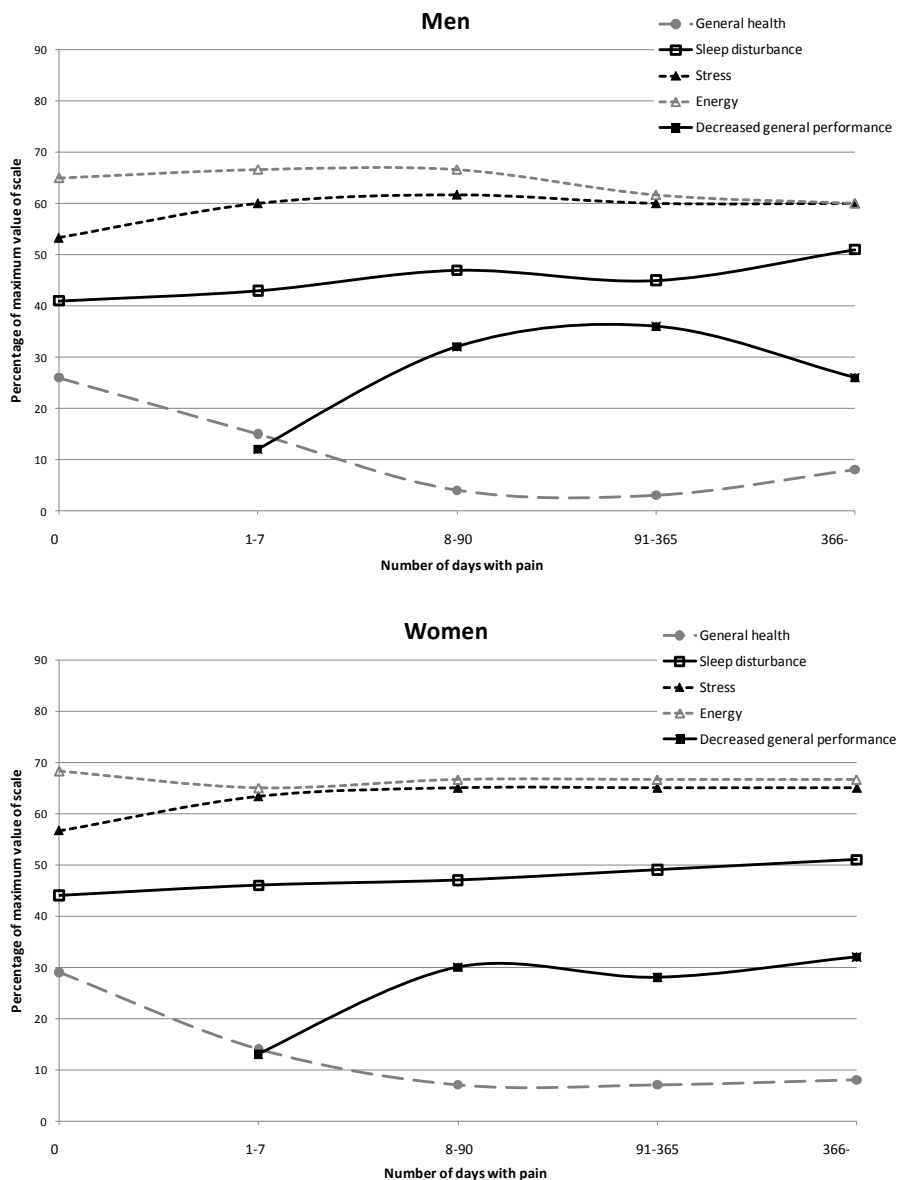 Men
General health
Sleep disturbance
Stress
Energy
Decreased general performance
90
80
70
60
50
40
30
20
10
0
Percentage of maximum value of scale
0 1-7 8-90 91-365 366-
Number of days with pain
Women
General health
Sleep disturbance
Stress
Energy
Decreased general performance
90
80
70
60
50
40
30
20
10
0
Percentage of maximum value of scale
0 1-7 8-90 91-365 366-
Number of days with pain